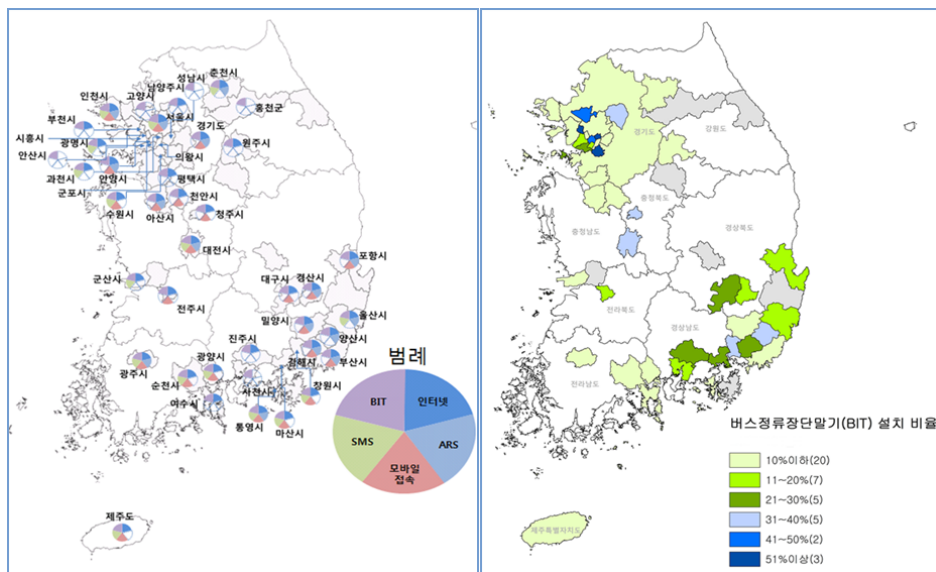 성남시
춘천시
남양주시
고양시
인천시
서울시
홍천군
부천시
경기도
시흥시
광명시
원주시
안산시
의왕시
안양시
과천시
평택시
군포시
천안시
수원시
아산시
청주시
대전시
포항시
군산시
대구시
경산시
전주시
밀양시
울산시
양산시
진주시
김해시
부산시
광주시
광양시
순천시
사천시
창원시
여수시
통영시
마산시
제주도
범례
BIT
인터넷
SMS
ARS
모바일
접속
경기도
강원도
충청북도
충청남도
경상북도
전라북도
경상남도
전라남도
제주특별자치도
버스정류장단말기(BIT) 설치 비율
10%이하(20)
11~20%(7)
21~30%(5)
31~40%(5)
41~50%(2)
51%이상(3)